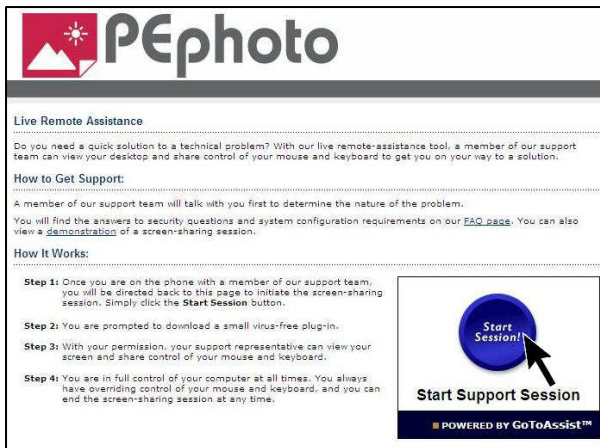 PEphoto
Live Remote Assistance
Do you need a quick solution to a technical problem? With our live remote-assistance tool, a member of our support
team can view your desktop and share control of your mouse and keyboard to get you on your way to a solution.
How to Get Support:
A member of our support team will talk with you first to determine the nature of the problem.
You will find the answers to security questions and system configuration requirements on our FAQ page. You can also
view a demonstration of a screen-sharing session.
How It Works:
Step 1: Once you are on the phone with a member of our support team,
you will be directed back to this page to initiate the screen-sharing
session. Simply click the Start Session button.
Step 2: You are prompted to download a small virus-free plug-in.
Step 3: With your permission, your support representative can view your
screen and share control of your mouse and keyboard.
Step 4: You are in full control of your computer at all times. You always
have overriding control of your mouse and keyboard, and you can
end the screen-sharing session at any time.
Start
Session!
Start Support Session
POWERED BY GoToAssist™